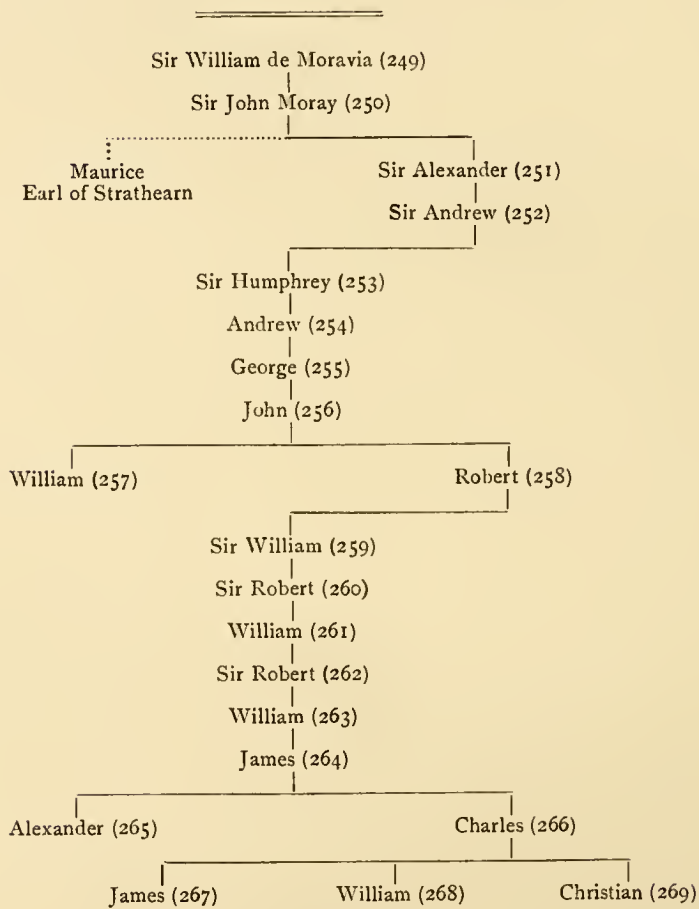 Sir William de Moravia (249)
Sir John Moray (250)
Maurice
Earl of Strathearn
Sir Alexander (251)
Sir Andrew (252)
Sir Humphrey (253)
Andrew (254)
George (255)
John (256)
William (257)
Robert (258)
Sir William (259)
Sir Robert (260)
William (261)
Sir Robert (262)
William (263)
James (264)
Alexander (265)
Charles (266)
James (267)
William (268)
Christian (269)